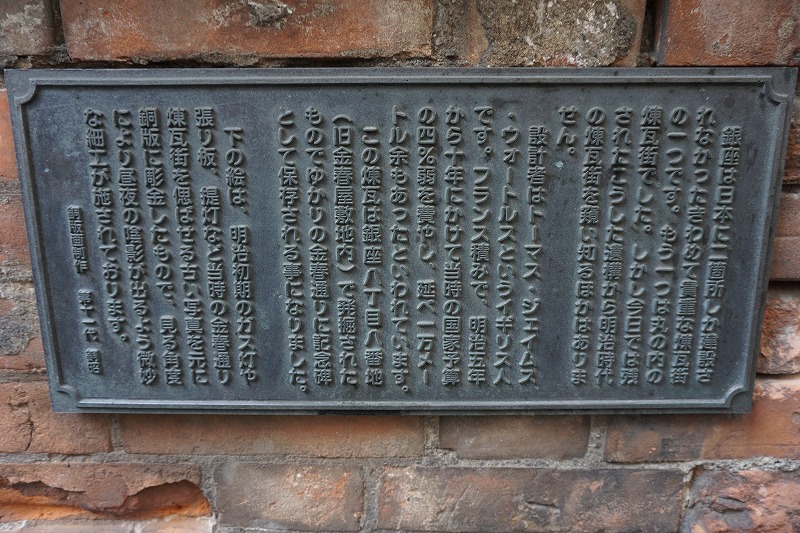 銀座は日本に二箇所しか建設さ
れなかったきわめて貴重な煉瓦街
の一つです。もう一つは丸の内の
煉瓦街でした。しかし今日では残
されたこうした遺構から明治時代
の煉瓦街を窺い知るほかはありま
せん。
設計者はトーマス・ジェイムス
・ウォートルスというイギリス人
です。フランス積みで、明治五年
から十年にかけて当時の国家予算
の四%弱を費やし、延べ一万メー
トル余もあったといわれています。
この煉瓦は銀座八丁目八番地
(旧金春屋敷地内)で発掘された
ものでゆかりの金春通りに記念碑
として保存される事になりました。
下の絵は、明治初期のガス灯や
張り板、提灯など当時の金春通り
煉瓦街を偲ばせる古い写真を元に
銅版に彫金したもので、見る角度
により昼夜の陰影が出るよう微妙
な細工が施されております。
銅版画制作 第十一代 銅